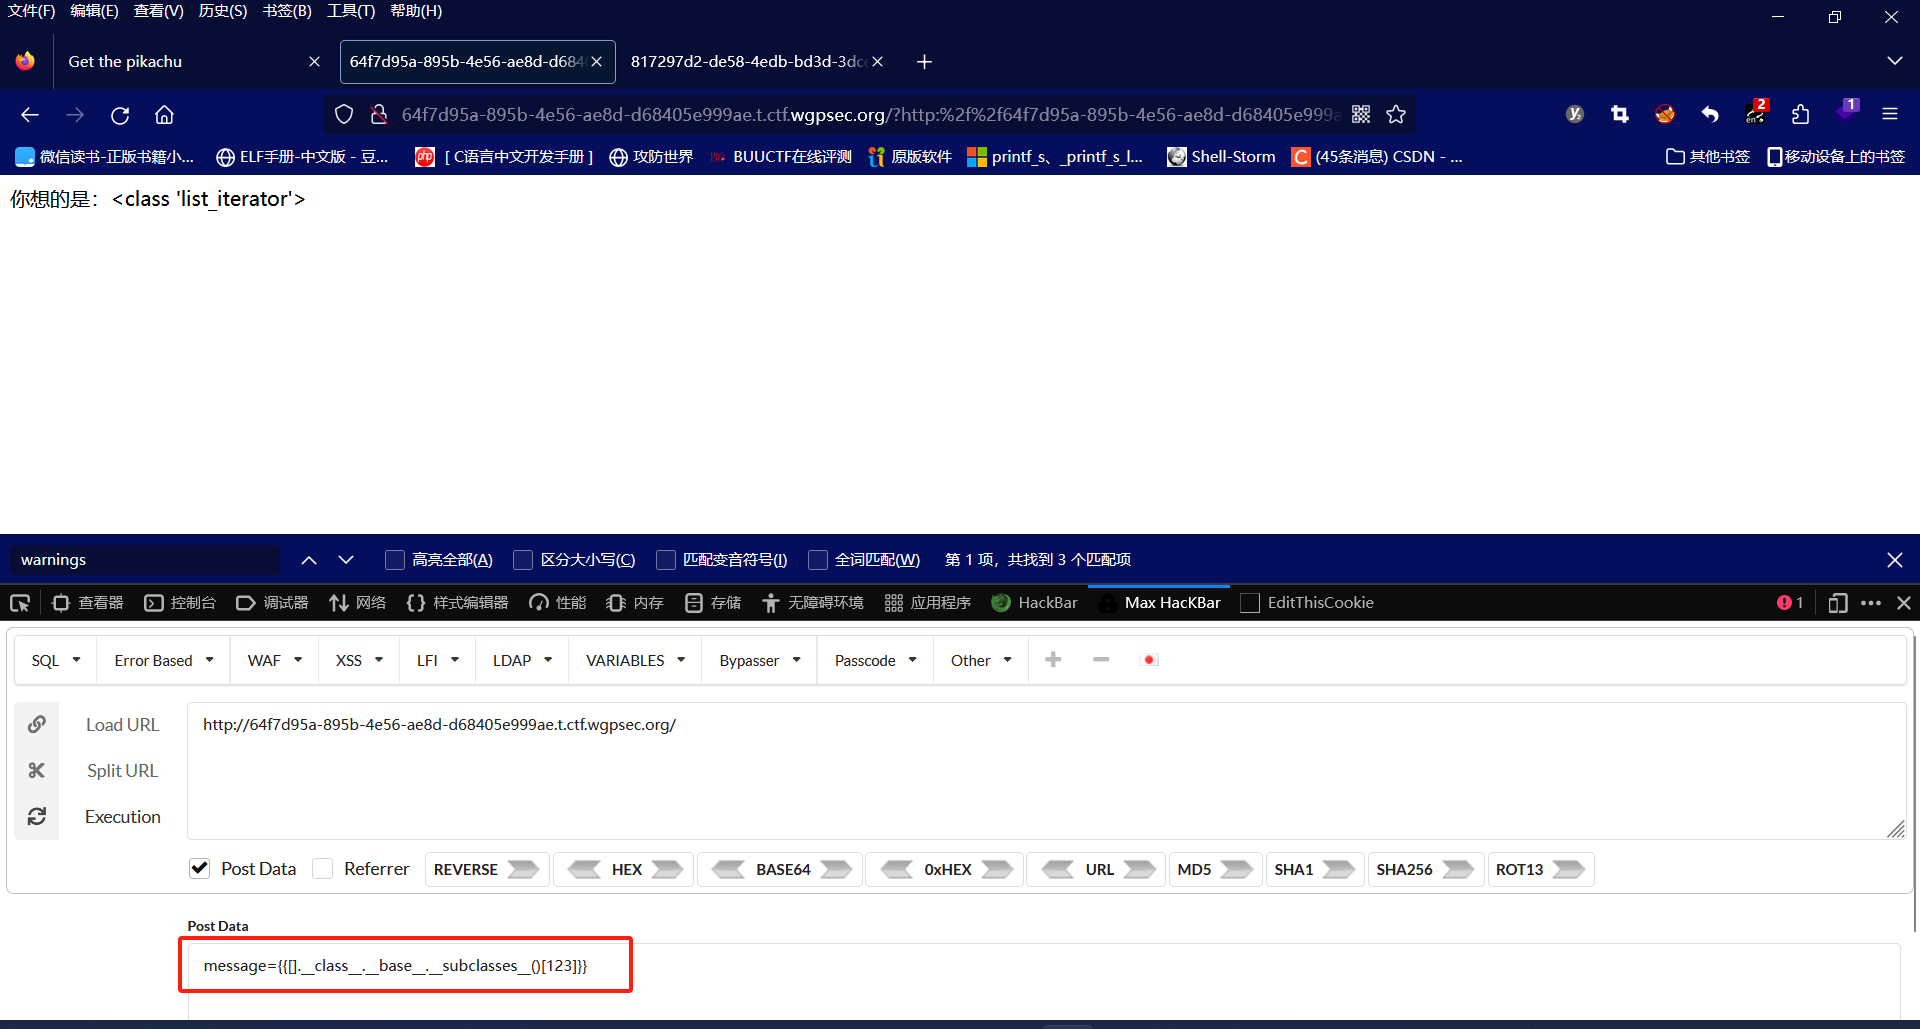 文件(F) 编辑(E) 查看(V) 历史(S) 书签(B) 工具(T) 帮助(H)
Get the pikachu 64f7d95a-895b-4e56-ae8d-d684 817297d2-de58-4edb-bd3d-3dc
64f7d95a-895b-4e56-ae8d-d68405e999ae.t.ctf.wgpsec.org/?http:%2f%2f64f7d95a-895b-4e56-ae8d-d68405e999a 2 1
微信读书-正版书籍小... ELF手册-中文版 - 豆... [ C语言中文开发手册 ] 攻防世界 BUUCTF在线评测 原版软件 printf_s、_printf_s_l... Shell-Storm (45条消息) CSDN - ... 其他书签 移动设备上的书签
你想的是：<class 'list_iterator'>
warnings 高亮全部(A) 区分大小写(C) 匹配变音符号(I) 全词匹配(W) 第 1 项，共找到 3 个匹配项
查看器 控制台 调试器 网络 样式编辑器 性能 内存 存储 无障碍环境 应用程序 HackBar Max HacKBar EditThisCookie 1
SQL Error Based WAF XSS LFI LDAP VARIABLES Bypasser Passcode Other
Load URL http://64f7d95a-895b-4e56-ae8d-d68405e999ae.t.ctf.wgpsec.org/
Split URL
Execution
Post Data Referrer REVERSE HEX BASE64 0xHEX URL MD5 SHA1 SHA256 ROT13
Post Data
message={{[].__class__.__base__.__subclasses__()[123]}}